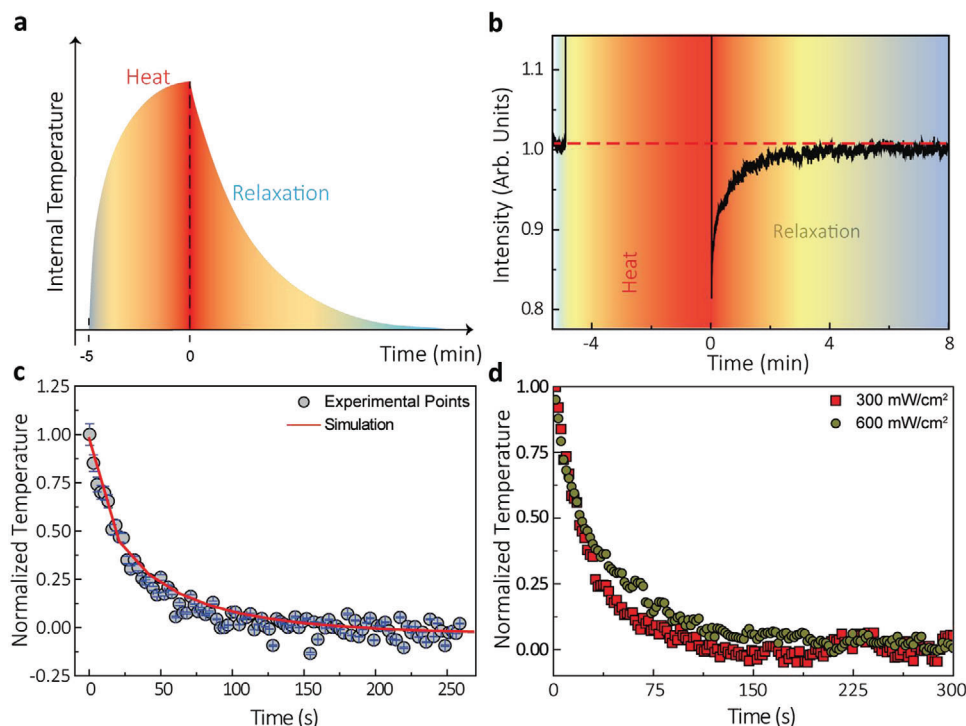 a
Internal Temperature
Heat
Relaxation
-5
0
Time (min)
b
Intensity (Arb. Units)
1.1
1.0
0.9
0.8
Heat
Relaxation
-4
0
4
8
Time (min)
c
Normalized Temperature
1.25
1.00
0.75
0.50
0.25
0.00
-0.25
Experimental Points
Simulation
0
50
100
150
200
250
Time (s)
d
Normalized Temperature
1.00
0.75
0.50
0.25
0.00
300 mW/cm²
600 mW/cm²
0
75
150
225
300
Time (s)